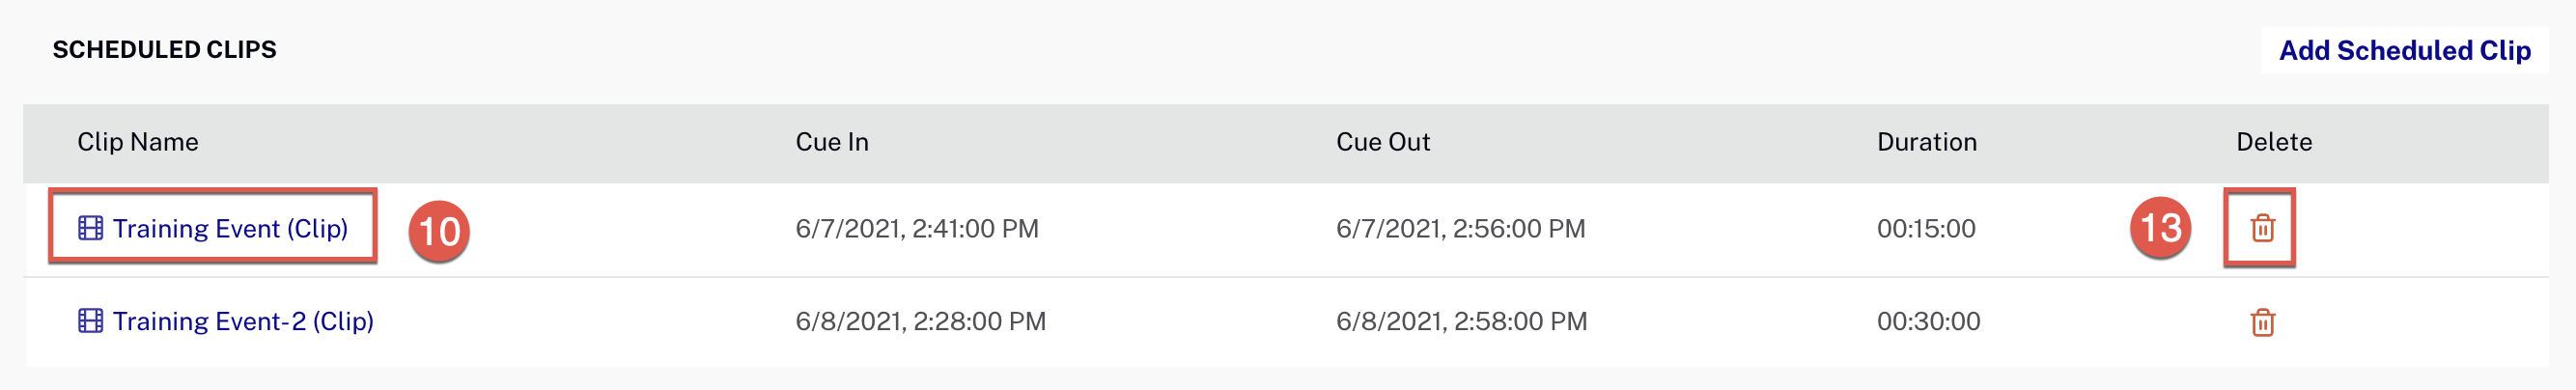 SCHEDULED CLIPS Add Scheduled Clip
Clip Name Cue In Cue Out Duration Delete
Training Event (Clip) 10 6/7/2021, 2:41:00 PM 6/7/2021, 2:56:00 PM 00:15:00 13
Training Event-2 (Clip) 6/8/2021, 2:28:00 PM 6/8/2021, 2:58:00 PM 00:30:00